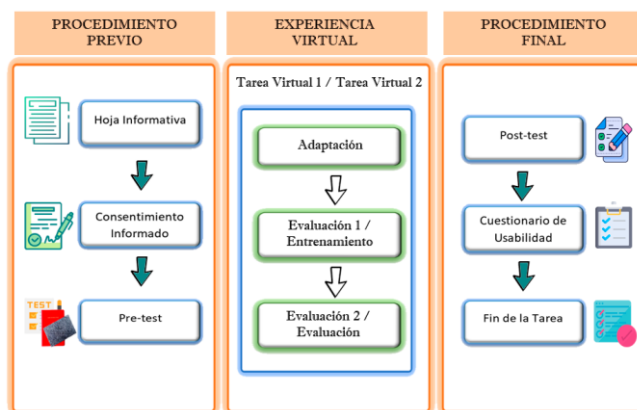 PROCEDIMIENTO
PREVIO
Hoja Informativa
Consentimiento
Informado
TEST
Pre-test
EXPERIENCIA
VIRTUAL
Tarea Virtual 1 / Tarea Virtual 2
Adaptación
Evaluación 1 /
Entrenamiento
Evaluación 2 /
Evaluación
PROCEDIMIENTO
FINAL
Post-test
Cuestionario de
Usabilidad
Fin de la Tarea